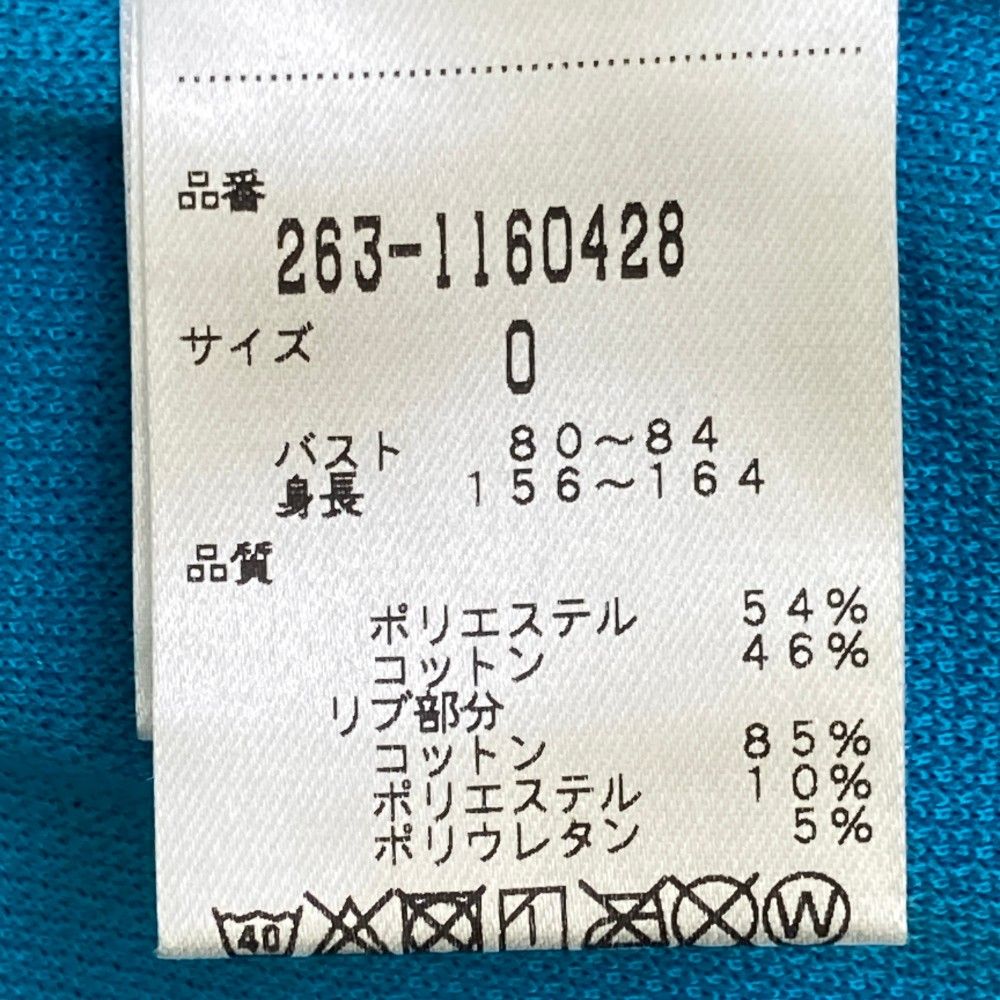 品番
263-1160428
サイズ
0
バスト 80～84
身長 156～164
品質
ポリエステル 54%
コットン 46%
リブ部分
コットン 85%
ポリエステル 10%
ポリウレタン 5%
40 W